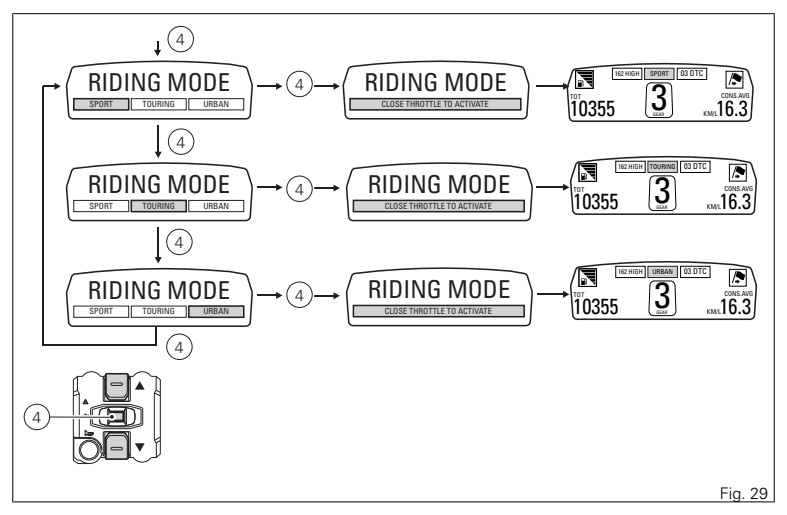 4
RIDING MODE
SPORT TOURING URBAN
4
RIDING MODE
CLOSE THROTTLE TO ACTIVATE
162 HIGH SPORT 03 DTC
TOT
10355
3
GEAR
CONS.AVG
KM/L 16.3
4
RIDING MODE
SPORT TOURING URBAN
4
RIDING MODE
CLOSE THROTTLE TO ACTIVATE
162 HIGH TOURING 03 DTC
TOT
10355
3
GEAR
CONS.AVG
KM/L 16.3
4
RIDING MODE
SPORT TOURING URBAN
4
RIDING MODE
CLOSE THROTTLE TO ACTIVATE
162 HIGH URBAN 03 DTC
TOT
10355
3
GEAR
CONS.AVG
KM/L 16.3
4
4
Fig. 29